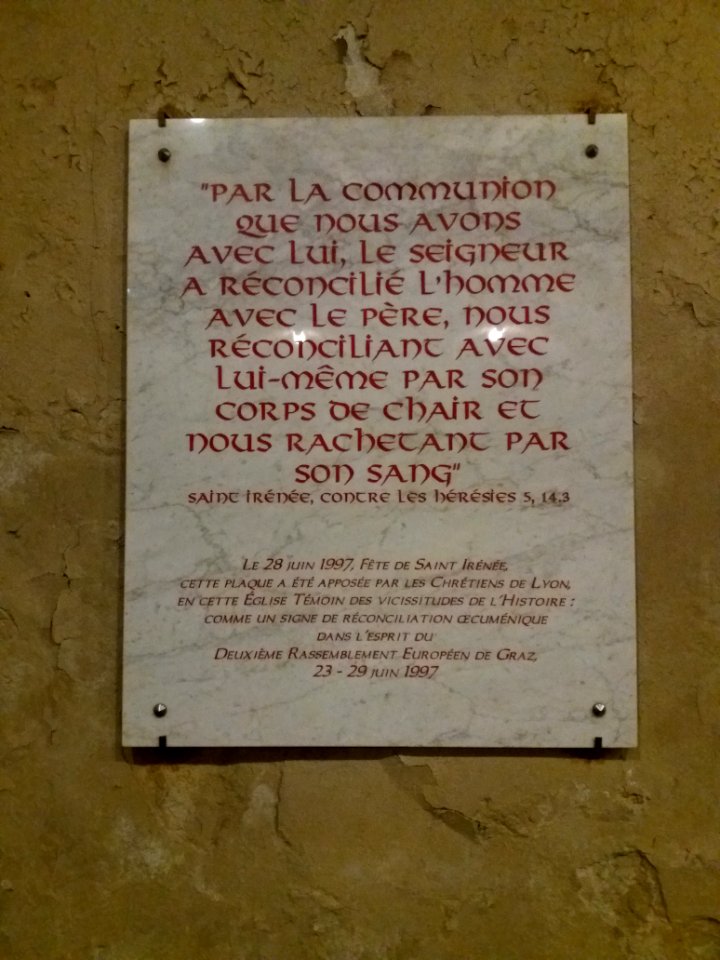 "PAR LA COMMUNION
QUE NOUS AVONS
AVEC LUI, LE SEIGNEUR
A RÉCONCILIÉ L'HOMME
AVEC LE PÈRE, NOUS
RÉCONCILIANT AVEC
LUI-MÊME PAR SON
CORPS DE CHAIR ET
NOUS RACHETANT PAR
SON SANG"
SAINT IRÉNÉE, CONTRE LES HÉRÉSIES 5, 14,3
LE 28 JUIN 1997, FÊTE DE SAINT IRÉNÉE,
CETTE PLAQUE A ÉTÉ APPOSÉE PAR LES CHRÉTIENS DE LYON,
EN CETTE ÉGLISE TÉMOIN DES VICISSITUDES DE L'HISTOIRE :
COMME UN SIGNE DE RÉCONCILIATION ŒCUMÉNIQUE
DANS L'ESPRIT DU
DEUXIÈME RASSEMBLEMENT EUROPÉEN DE GRAZ,
23 - 29 JUIN 1997